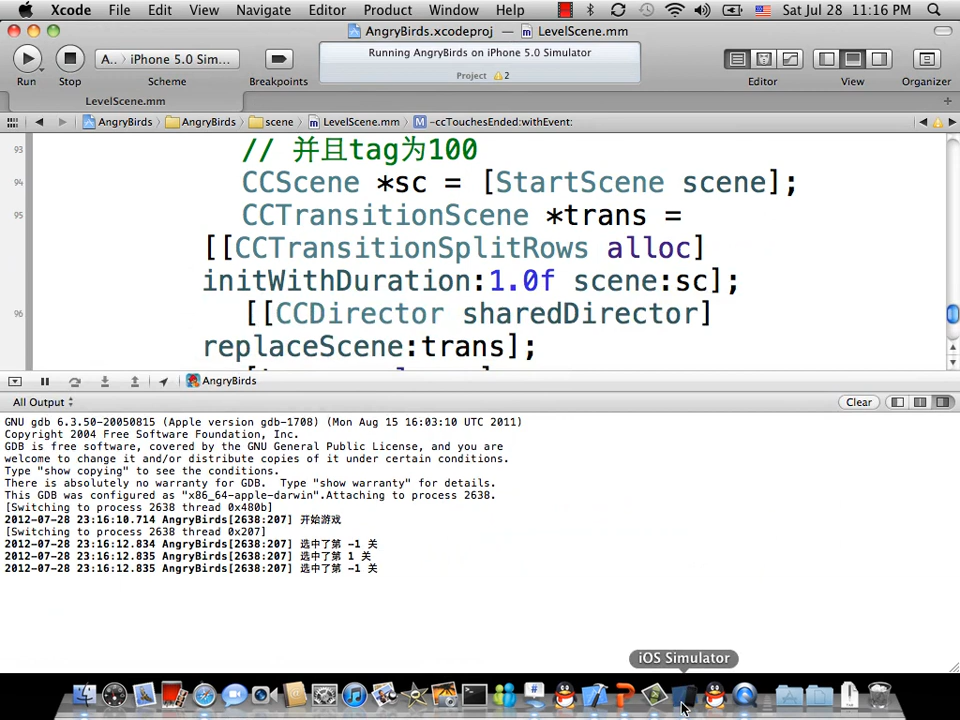 Xcode File Edit View Navigate Editor Product Window Help Sat Jul 28 11:16 PM
AngryBirds.xcodeproj › LevelScene.mm
Running AngryBirds on iPhone 5.0 Simulator
Project 2
A.. › iPhone 5.0 Sim...
Run Stop Scheme Breakpoints Editor View Organizer
LevelScene.mm
AngryBirds › AngryBirds › scene › LevelScene.mm › M -ccTouchesEnded:withEvent:
93 // 并且tag为100
94 CCScene *sc = [StartScene scene];
95 CCTransitionScene *trans =
[[CCTransitionSplitRows alloc]
initWithDuration:1.0f scene:sc];
96 [[CCDirector sharedDirector]
replaceScene:trans];
AngryBirds
All Output Clear
GNU gdb 6.3.50-20050815 (Apple version gdb-1708) (Mon Aug 15 16:03:10 UTC 2011)
Copyright 2004 Free Software Foundation, Inc.
GDB is free software, covered by the GNU General Public License, and you are
welcome to change it and/or distribute copies of it under certain conditions.
Type "show copying" to see the conditions.
There is absolutely no warranty for GDB.  Type "show warranty" for details.
This GDB was configured as "x86_64-apple-darwin".Attaching to process 2638.
[Switching to process 2638 thread 0x480b]
2012-07-28 23:16:10.714 AngryBirds[2638:207] 开始游戏
[Switching to process 2638 thread 0x207]
2012-07-28 23:16:12.834 AngryBirds[2638:207] 选中了第 -1 关
2012-07-28 23:16:12.835 AngryBirds[2638:207] 选中了第 1 关
2012-07-28 23:16:12.835 AngryBirds[2638:207] 选中了第 -1 关
iOS Simulator